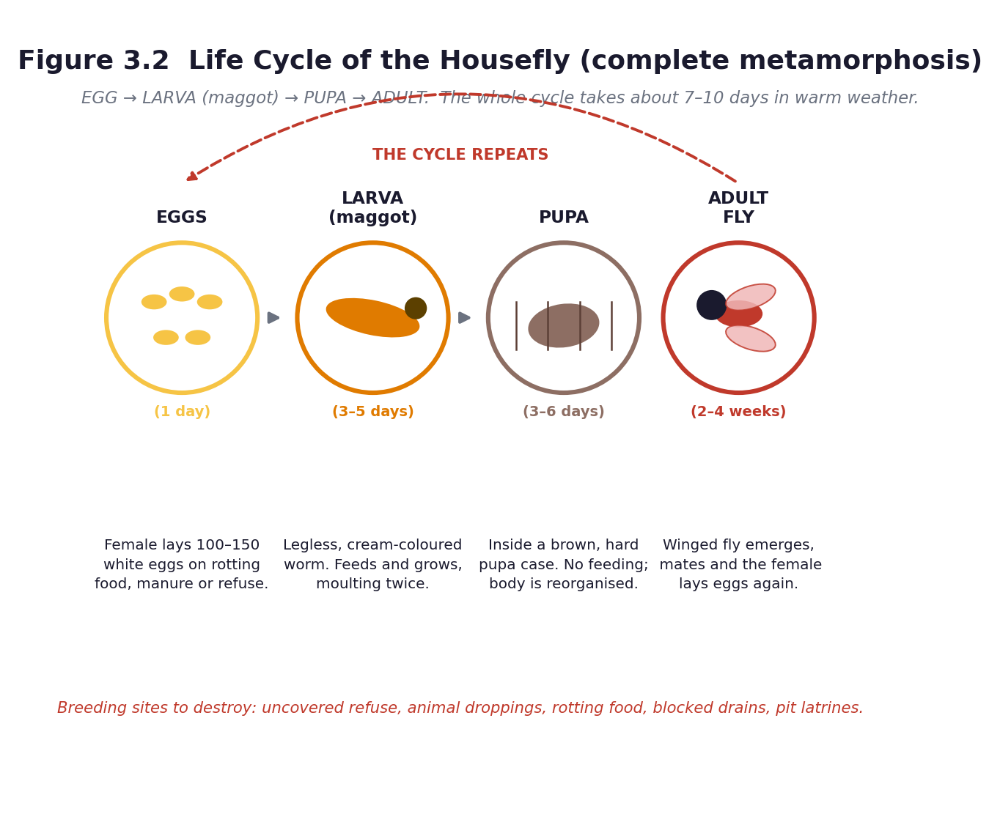 Figure 3.2  Life Cycle of the Housefly (complete metamorphosis)
EGG → LARVA (maggot) → PUPA → ADULT.  The whole cycle takes about 7–10 days in warm weather.
THE CYCLE REPEATS
EGGS
LARVA
(maggot)
PUPA
ADULT
FLY
(1 day)
(3–5 days)
(3–6 days)
(2–4 weeks)
Female lays 100–150
white eggs on rotting
food, manure or refuse.
Legless, cream-coloured
worm. Feeds and grows,
moulting twice.
Inside a brown, hard
pupa case. No feeding;
body is reorganised.
Winged fly emerges,
mates and the female
lays eggs again.
Breeding sites to destroy: uncovered refuse, animal droppings, rotting food, blocked drains, pit latrines.